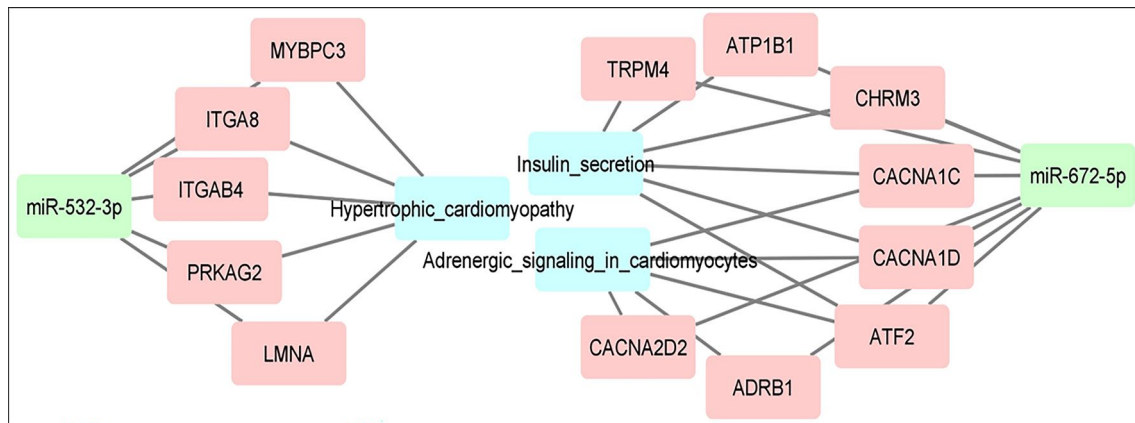 MYBPC3
ITGA8
ITGAB4
miR-532-3p
Hypertrophic_cardiomyopathy
PRKAG2
LMNA
ATP1B1
TRPM4
CHRM3
Insulin_secretion
CACNA1C
miR-672-5p
Adrenergic_signaling_in_cardiomyocytes
CACNA1D
CACNA2D2
ATF2
ADRB1